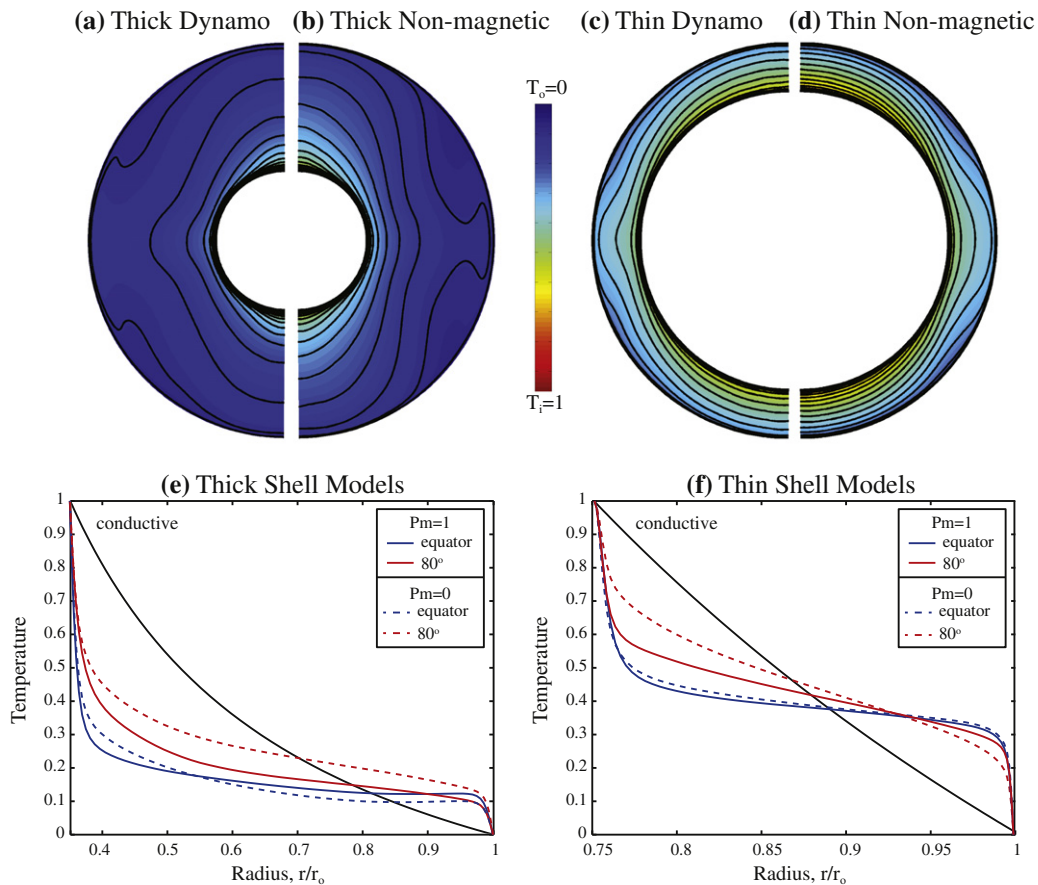 (a) Thick Dynamo (b) Thick Non-magnetic (c) Thin Dynamo (d) Thin Non-magnetic
Tₒ=0
Tᵢ=1
(e) Thick Shell Models
conductive
Pm=1
equator
80°
Pm=0
equator
80°
Temperature
1
0.9
0.8
0.7
0.6
0.5
0.4
0.3
0.2
0.1
0
0.4 0.5 0.6 0.7 0.8 0.9 1
Radius, r/rₒ
(f) Thin Shell Models
conductive
Pm=1
equator
80°
Pm=0
equator
80°
Temperature
1
0.9
0.8
0.7
0.6
0.5
0.4
0.3
0.2
0.1
0
0.75 0.8 0.85 0.9 0.95 1
Radius, r/rₒ